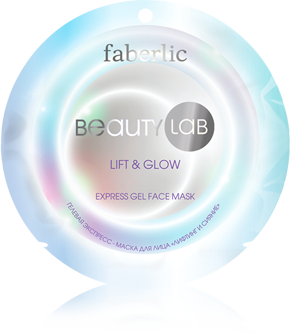 faberlic
BEAUTY LAB
LIFT & GLOW
EXPRESS GEL FACE MASK
ГЕЛЕВАЯ ЭКСПРЕСС - МАСКА ДЛЯ ЛИЦА «ЛИФТИНГ И СИЯНИЕ»